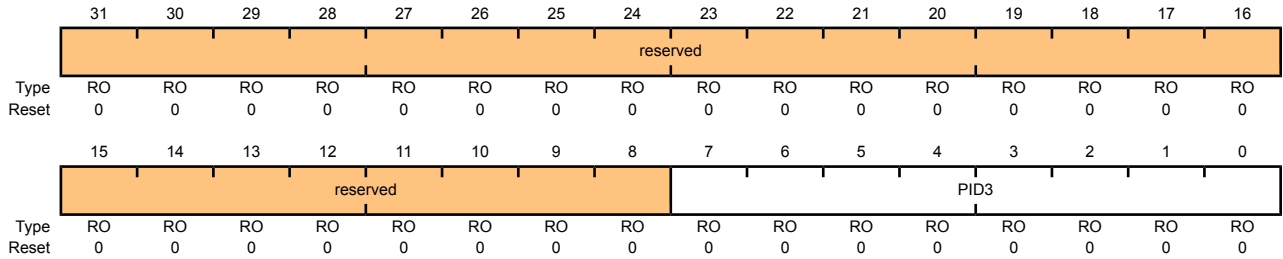 31 30 29 28 27 26 25 24 23 22 21 20 19 18 17 16
reserved
Type RO RO RO RO RO RO RO RO RO RO RO RO RO RO RO RO
Reset 0 0 0 0 0 0 0 0 0 0 0 0 0 0 0 0
15 14 13 12 11 10 9 8 7 6 5 4 3 2 1 0
reserved PID3
Type RO RO RO RO RO RO RO RO RO RO RO RO RO RO RO RO
Reset 0 0 0 0 0 0 0 0 0 0 0 0 0 0 0 0